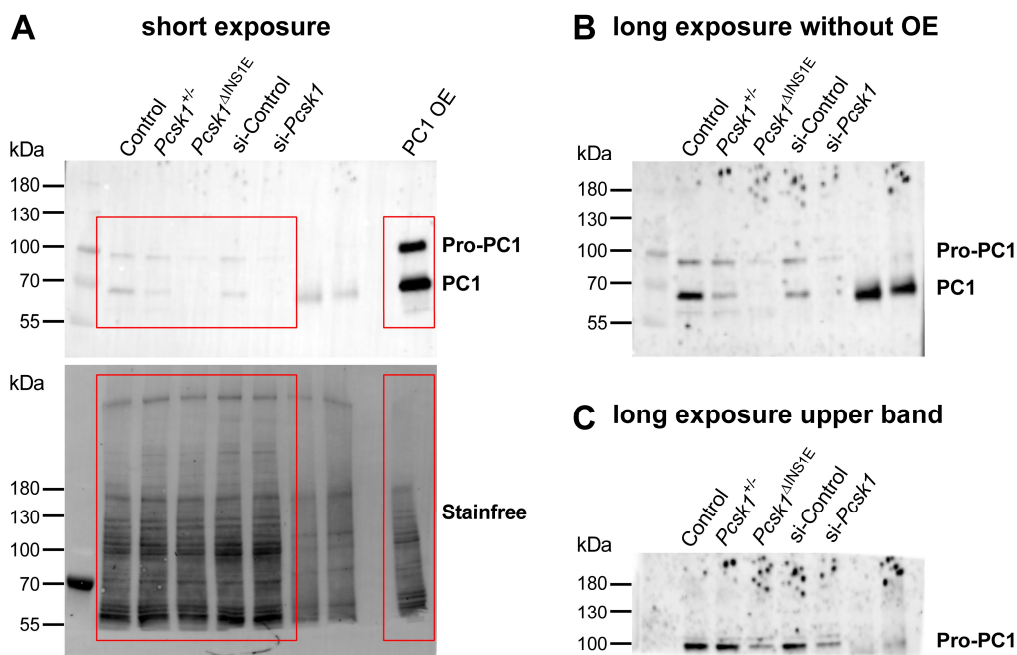 A short exposure
Control
Pcsk1+/-
Pcsk1ΔINS1E
si-Control
si-Pcsk1
PC1 OE
kDa
180
130
100
70
55
Pro-PC1
PC1
kDa
180
130
100
70
55
Stainfree
B long exposure without OE
Control
Pcsk1+/-
Pcsk1ΔINS1E
si-Control
si-Pcsk1
kDa
180
130
100
70
55
Pro-PC1
PC1
C long exposure upper band
Control
Pcsk1+/-
Pcsk1ΔINS1E
si-Control
si-Pcsk1
kDa
180
130
100
Pro-PC1